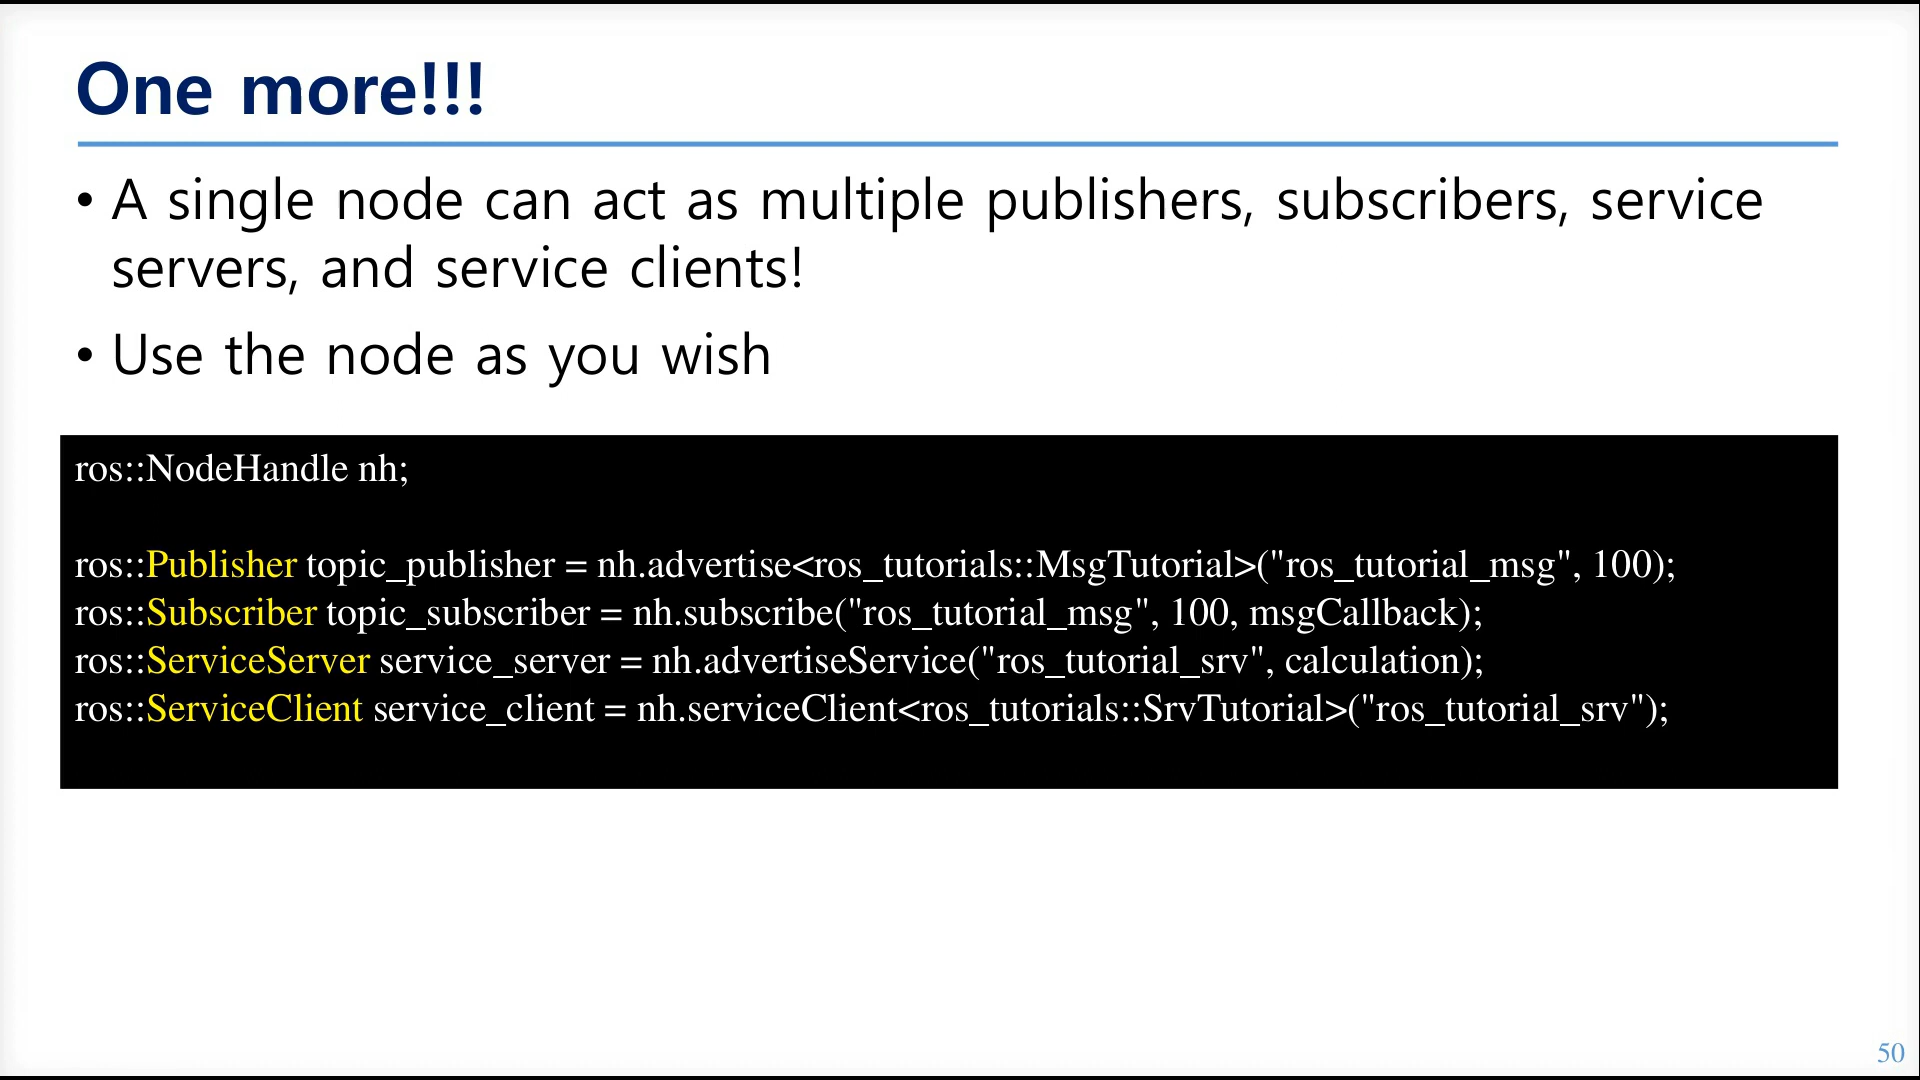 One more!!!
• A single node can act as multiple publishers, subscribers, service
servers, and service clients!
• Use the node as you wish
ros::NodeHandle nh;
ros::Publisher topic_publisher = nh.advertise<ros_tutorials::MsgTutorial>("ros_tutorial_msg", 100);
ros::Subscriber topic_subscriber = nh.subscribe("ros_tutorial_msg", 100, msgCallback);
ros::ServiceServer service_server = nh.advertiseService("ros_tutorial_srv", calculation);
ros::ServiceClient service_client = nh.serviceClient<ros_tutorials::SrvTutorial>("ros_tutorial_srv");
50